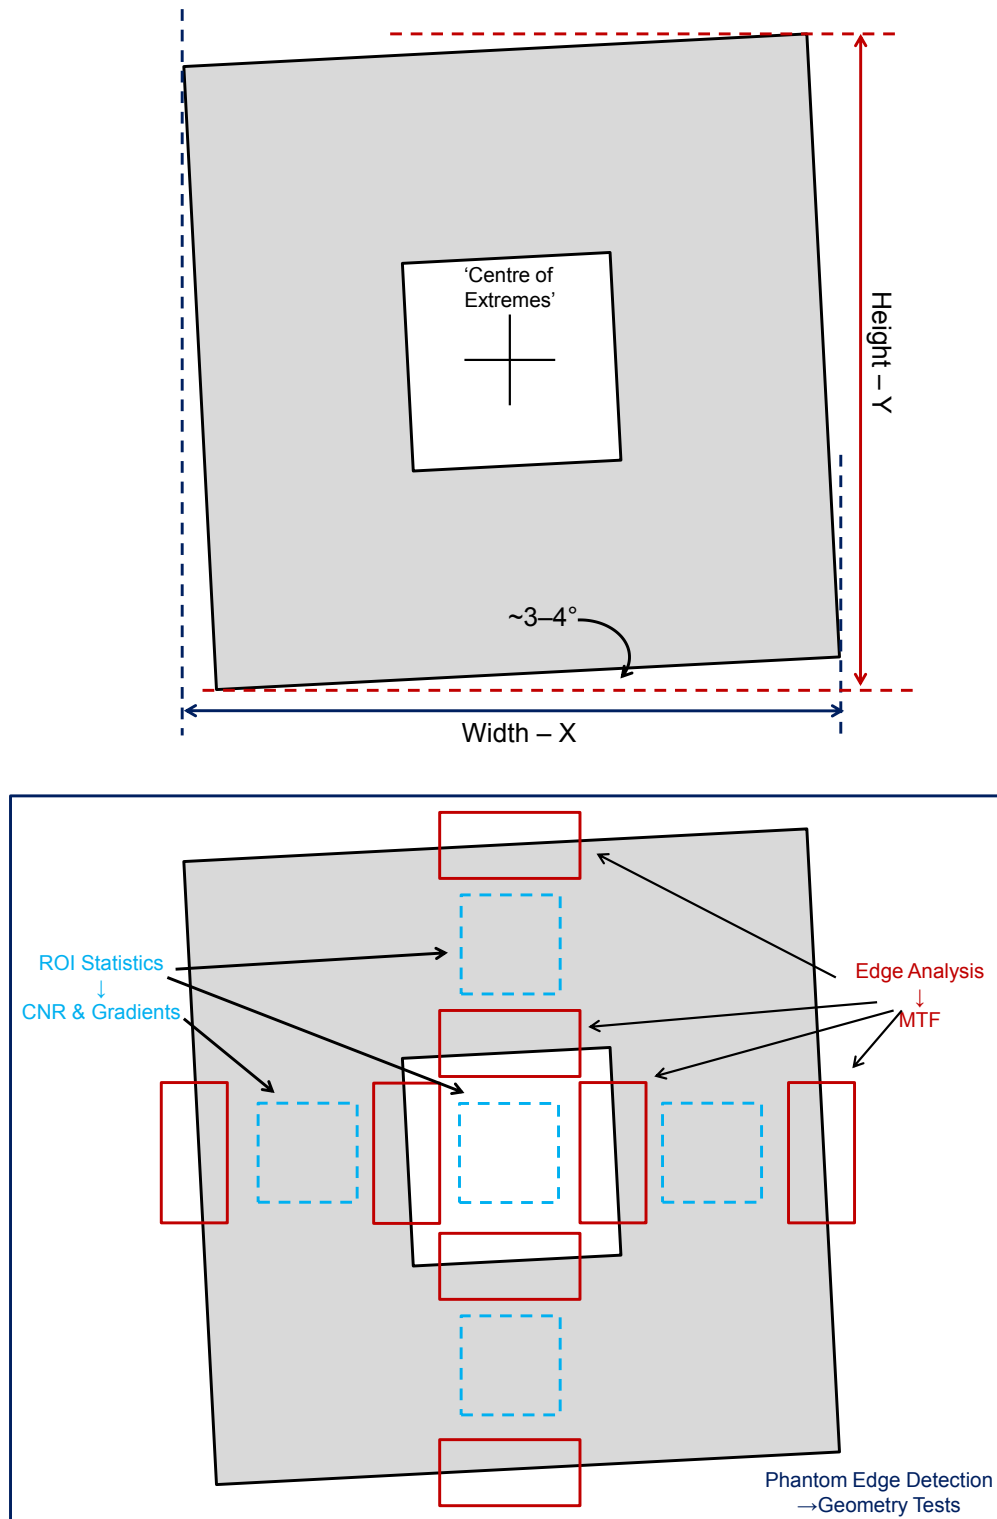 ‘Centre of
Extremes’
Height – Y
~3–4°
Width – X
ROI Statistics
↓
CNR & Gradients
Edge Analysis
↓
MTF
Phantom Edge Detection
→Geometry Tests